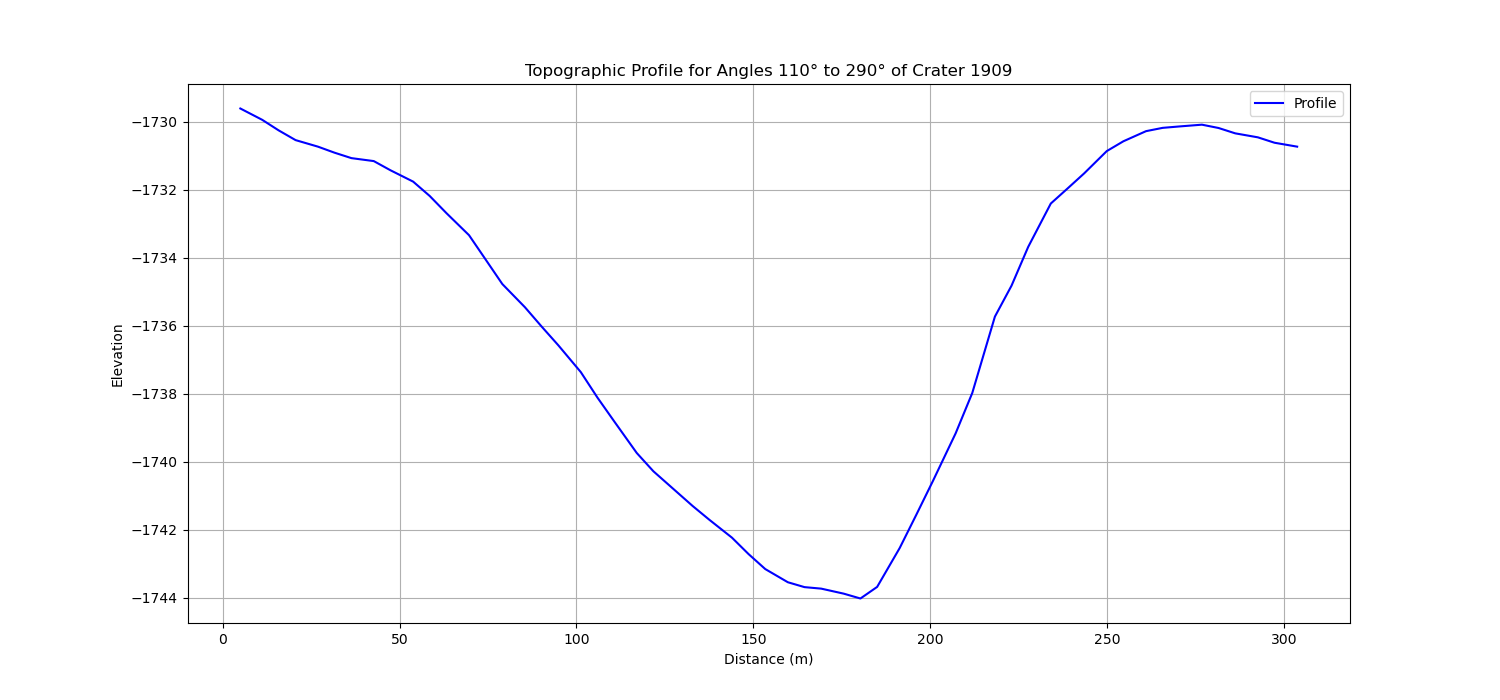 Topographic Profile for Angles 110° to 290° of Crater 1909
Profile
−1730
−1732
−1734
−1736
−1738
−1740
−1742
−1744
Elevation
0 50 100 150 200 250 300
Distance (m)